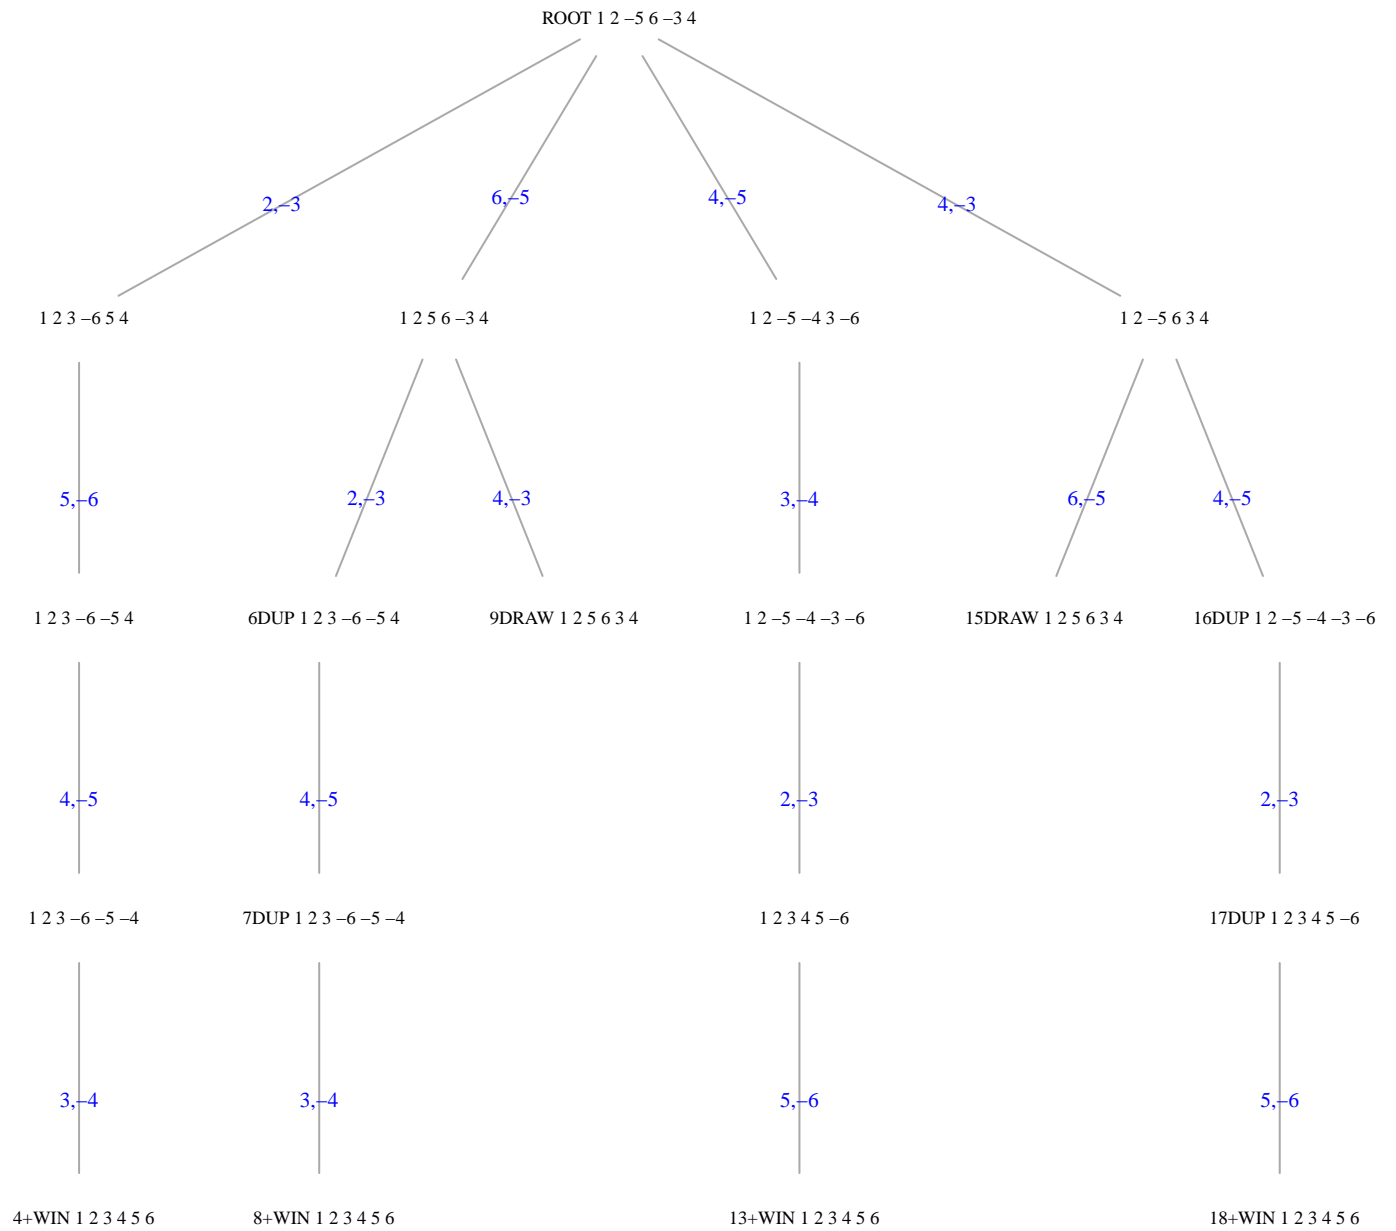 ROOT 1 2 –5 6 –3 4
2,–3
6,–5
4,–5
4,–3
1 2 3 –6 5 4
1 2 5 6 –3 4
1 2 –5 –4 3 –6
1 2 –5 6 3 4
5,–6
2,–3
4,–3
3,–4
6,–5
4,–5
1 2 3 –6 –5 4
6DUP 1 2 3 –6 –5 4
9DRAW 1 2 5 6 3 4
1 2 –5 –4 –3 –6
15DRAW 1 2 5 6 3 4
16DUP 1 2 –5 –4 –3 –6
4,–5
4,–5
2,–3
2,–3
1 2 3 –6 –5 –4
7DUP 1 2 3 –6 –5 –4
1 2 3 4 5 –6
17DUP 1 2 3 4 5 –6
3,–4
3,–4
5,–6
5,–6
4+WIN 1 2 3 4 5 6
8+WIN 1 2 3 4 5 6
13+WIN 1 2 3 4 5 6
18+WIN 1 2 3 4 5 6